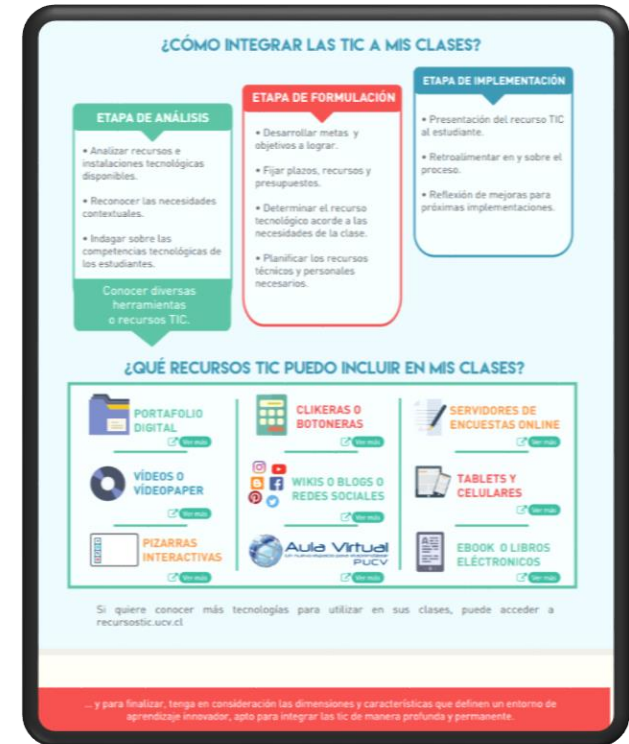 ¿CÓMO INTEGRAR LAS TIC A MIS CLASES?
ETAPA DE ANÁLISIS
• Analizar recursos e
instalaciones tecnológicas
disponibles.
• Reconocer las necesidades
contextuales.
• Indagar sobre las
competencias tecnológicas de
los estudiantes.
Conocer diversas
herramientas
o recursos TIC.
ETAPA DE FORMULACIÓN
• Desarrollar metas y
objetivos a lograr.
• Fijar plazos, recursos y
presupuestos.
• Determinar el recurso
tecnológico acorde a las
necesidades de la clase.
• Planificar los recursos
técnicos y personales
necesarios.
ETAPA DE IMPLEMENTACIÓN
• Presentación del recurso TIC
al estudiante.
• Retroalimentar en y sobre el
proceso.
• Reflexión de mejoras para
próximas implementaciones.
¿QUÉ RECURSOS TIC PUEDO INCLUIR EN MIS CLASES?
PORTAFOLIO
DIGITAL
Ver más
CLIKERAS O
BOTONERAS
Ver más
SERVIDORES DE
ENCUESTAS ONLINE
Ver más
VÍDEOS O
VÍDEOPAPER
Ver más
WIKIS O BLOGS O
REDES SOCIALES
Ver más
TABLETS Y
CELULARES
Ver más
PIZARRAS
INTERACTIVAS
Ver más
Aula Virtual
PUCV
Ver más
EBOOK O LIBROS
ELÉCTRONICOS
Ver más
Si quiere conocer más tecnologías para utilizar en sus clases, puede acceder a
recursostic.ucv.cl
... y para finalizar, tenga en consideración las dimensiones y características que definen un entorno de
aprendizaje innovador, apto para integrar las tic de manera profunda y permanente.